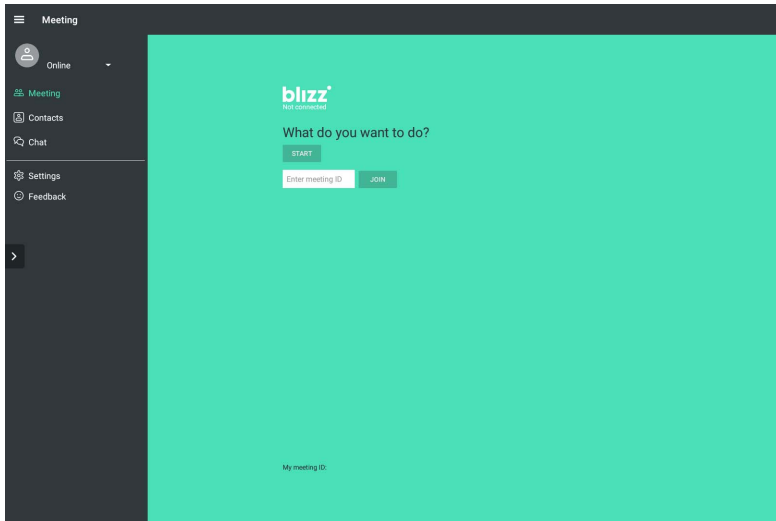 Meeting
Online
Meeting
Contacts
Chat
Settings
Feedback
blizz
Not connected
What do you want to do?
START
Enter meeting ID
JOIN
My meeting ID: